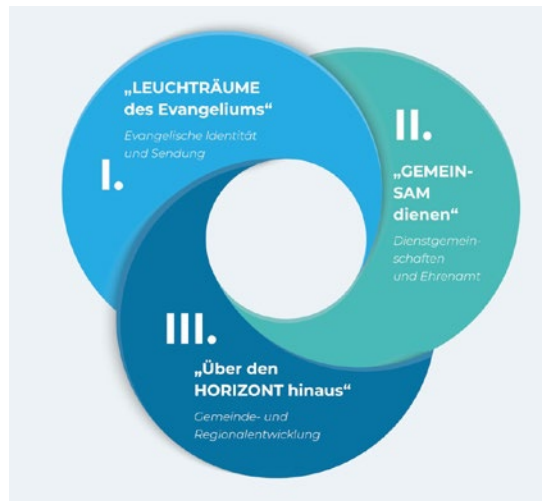 I.
„LEUCHTRÄUME
des Evangeliums“
Evangelische Identität
und Sendung
II.
„GEMEIN-
SAM
dienen“
Dienstgemein-
schaften
und Ehrenamt
III.
„Über den
HORIZONT hinaus“
Gemeinde- und
Regionalentwicklung